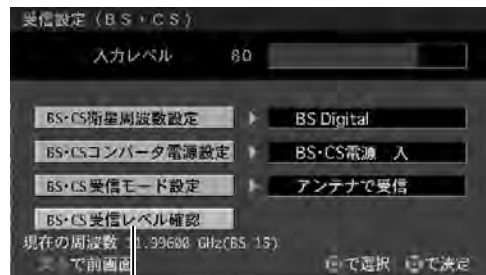 受信設定（BS・CS）
入力レベル 80
BS・CS衛星周波数設定 BS Digital
BS・CSコンバータ電源設定 BS・CS電源 入
BS・CS受信モード設定 アンテナで受信
BS・CS受信レベル確認
現在の周波数 11.99600 GHz(BS 15)
で前画面 で選択 で決定